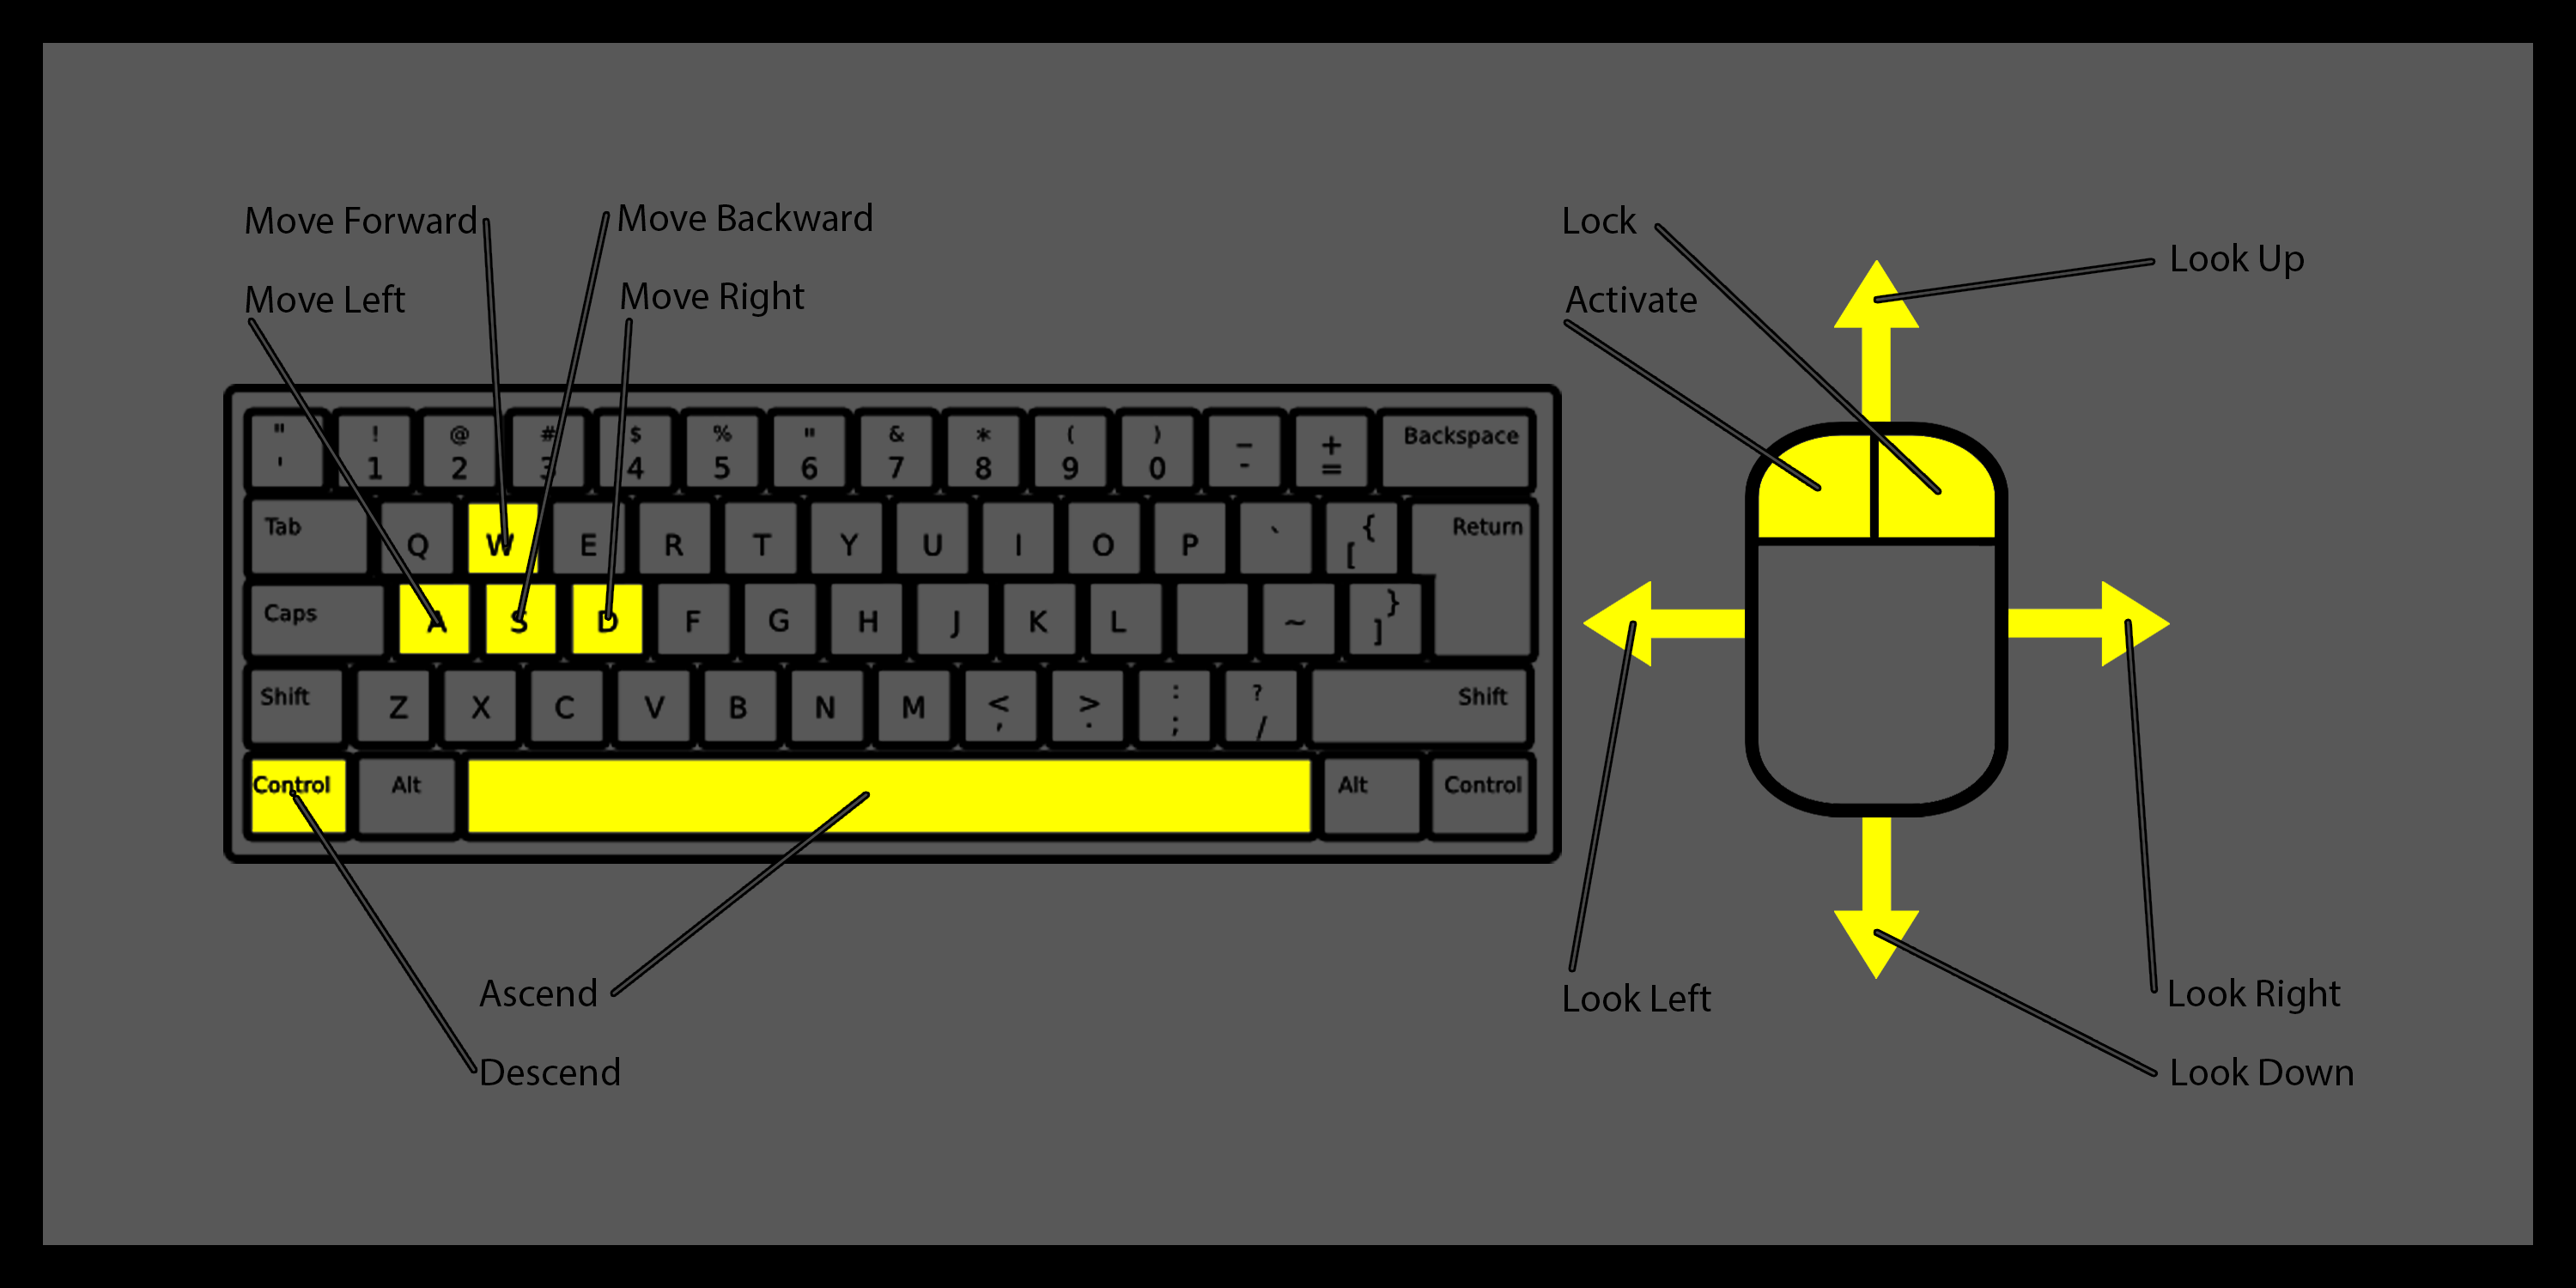 Move Forward
Move Backward
Lock
Look Up
Move Left
Move Right
Activate
" ! @ # $ % " & * ( ) _ + Backspace
' 1 2 3 4 5 6 7 8 9 0 - =
Tab Q W E R T Y U I O P ` { [ Return
Caps A S D F G H J K L ~ } ]
Shift Z X C V B N M < , > . : ; ? / Shift
Control Alt Alt Control
Ascend
Look Left
Look Right
Descend
Look Down